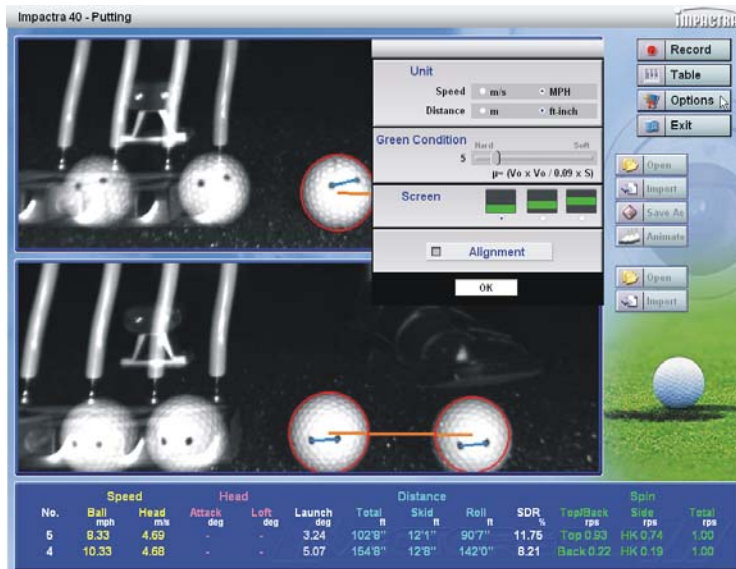 Impactra 40 - Putting
IMPACTRA
Record
Table
Options
Exit
Unit
Speed m/s MPH
Distance m ft-inch
Green Condition
Hard Soft
5
µ= (Vo x Vo / 0.09 x S)
Screen
Alignment
OK
Open
Import
Save As
Animate
Open
Import
Speed Head Distance Spin
No. Ball Head Attack Loft Launch Total Skid Roll SDR Top/Back Side Total
mph m/s deg deg deg ft ft ft % rps rps rps
5 8.33 4.69 - - 3.24 102'8" 12'1" 90'7" 11.75 Top 0.93 HK 0.74 1.00
4 10.33 4.68 - - 5.07 154'8" 12'8" 142'0" 8.21 Back 0.22 HK 0.19 1.00